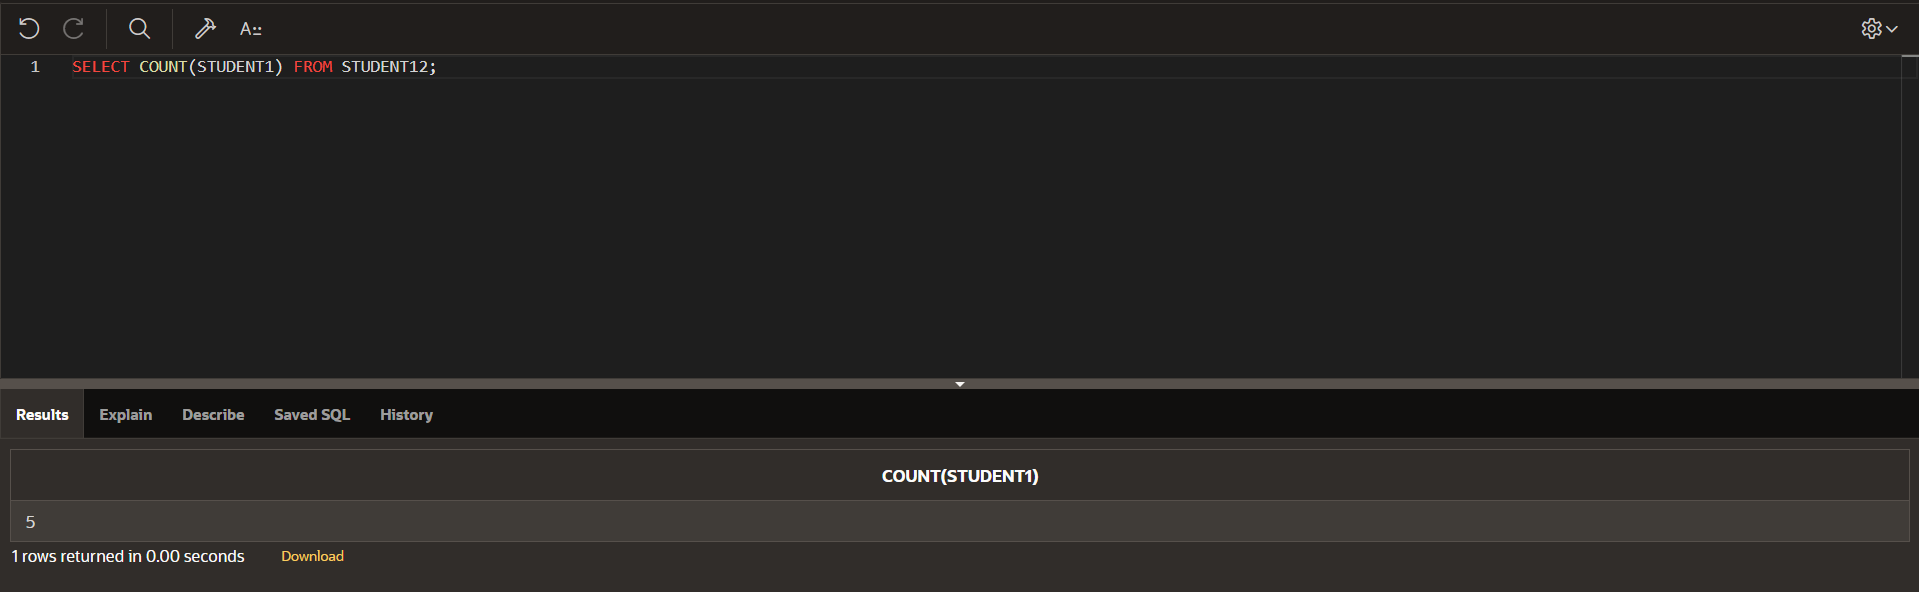 A::
1 SELECT COUNT(STUDENT1) FROM STUDENT12;
Results Explain Describe Saved SQL History
COUNT(STUDENT1)
5
1 rows returned in 0.00 seconds Download